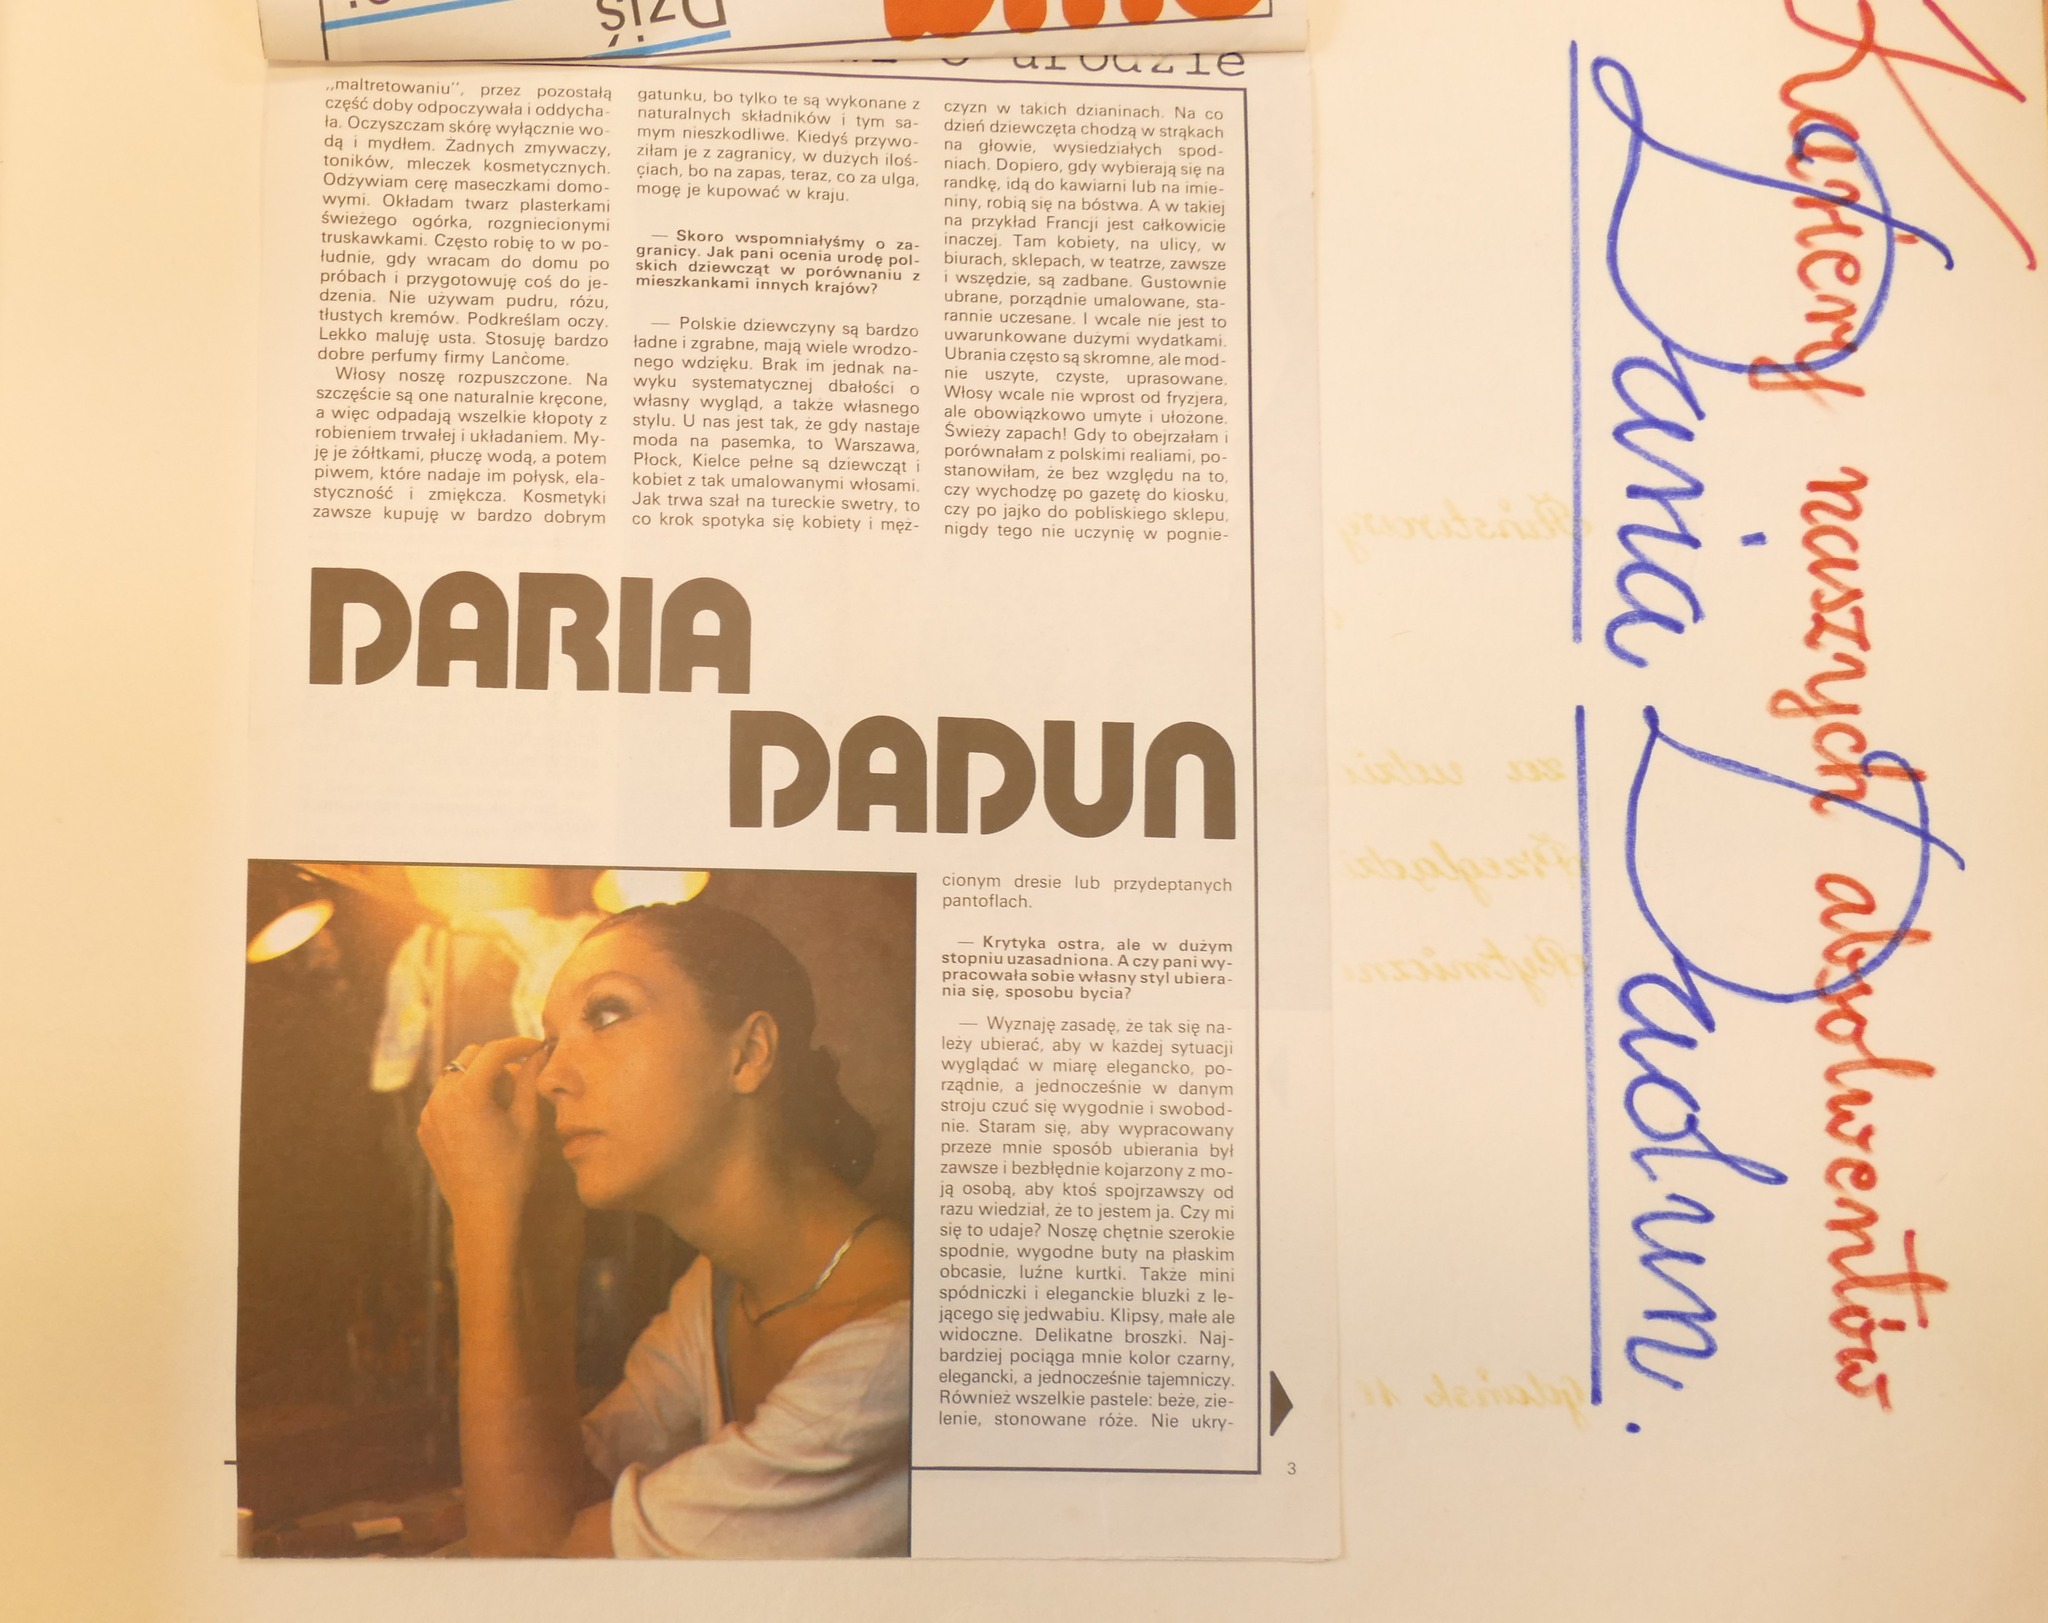 Dziś
urodzie
„maltretowaniu”, przez pozostałą
część doby odpoczywała i oddycha-
ła. Oczyszczam skórę wyłącznie wo-
dą i mydłem. Żadnych zmywaczy,
toników, mleczek kosmetycznych.
Odżywiam cerę maseczkami domo-
wymi. Okładam twarz plasterkami
świeżego ogórka, rozgniecionymi
truskawkami. Często robię to w po-
łudnie, gdy wracam do domu po
próbach i przygotowuję coś do je-
dzenia. Nie używam pudru, różu,
tłustych kremów. Podkreślam oczy.
Lekko maluję usta. Stosuję bardzo
dobre perfumy firmy Lancôme.
Włosy noszę rozpuszczone. Na
szczęście są one naturalnie kręcone,
a więc odpadają wszelkie kłopoty z
robieniem trwałej i układaniem. My-
ję je żółtkami, płuczę wodą, a potem
piwem, które nadaje im połysk, ela-
styczność i zmiękcza. Kosmetyki
zawsze kupuję w bardzo dobrym
gatunku, bo tylko te są wykonane z
naturalnych składników i tym sa-
mym nieszkodliwe. Kiedyś przywo-
ziłam je z zagranicy, w dużych iloś-
ciach, bo na zapas, teraz, co za ulga,
mogę je kupować w kraju.
— Skoro wspomniałyśmy o za-
granicy. Jak pani ocenia urodę pol-
skich dziewcząt w porównaniu z
mieszkankami innych krajów?
— Polskie dziewczyny są bardzo
ładne i zgrabne, mają wiele wrodzo-
nego wdzięku. Brak im jednak na-
wyku systematycznej dbałości o
własny wygląd, a także własnego
stylu. U nas jest tak, że gdy nastaje
moda na pasemka, to Warszawa,
Płock, Kielce pełne są dziewcząt i
kobiet z tak umalowanymi włosami.
Jak trwa szał na tureckie swetry, to
co krok spotyka się kobiety i męż-
czyzn w takich dzianinach. Na co
dzień dziewczęta chodzą w strąkach
na głowie, wysiedziałych spod-
niach. Dopiero, gdy wybierają się na
randkę, idą do kawiarni lub na imie-
niny, robią się na bóstwa. A w takiej
na przykład Francji jest całkowicie
inaczej. Tam kobiety, na ulicy, w
biurach, sklepach, w teatrze, zawsze
i wszędzie, są zadbane. Gustownie
ubrane, porządnie umalowane, sta-
rannie uczesane. I wcale nie jest to
uwarunkowane dużymi wydatkami.
Ubrania często są skromne, ale mod-
nie uszyte, czyste, uprasowane.
Włosy wcale nie wprost od fryzjera,
ale obowiązkowo umyte i ułożone.
Świeży zapach! Gdy to obejrzałam i
porównałam z polskimi realiami, po-
stanowiłam, że bez względu na to,
czy wychodzę po gazetę do kiosku,
czy po jajko do pobliskiego sklepu,
nigdy tego nie uczynię w pognie-
DARIA
DADUN
cionym dresie lub przydeptanych
pantoflach.
— Krytyka ostra, ale w dużym
stopniu uzasadniona. A czy pani wy-
pracowała sobie własny styl ubiera-
nia się, sposobu bycia?
— Wyznaję zasadę, że tak się na-
leży ubierać, aby w każdej sytuacji
wyglądać w miarę elegancko, po-
rządnie, a jednocześnie w danym
stroju czuć się wygodnie i swobod-
nie. Staram się, aby wypracowany
przeze mnie sposób ubierania był
zawsze i bezbłędnie kojarzony z mo-
ją osobą, aby ktoś spojrzawszy od
razu wiedział, że to jestem ja. Czy mi
się to udaje? Noszę chętnie szerokie
spodnie, wygodne buty na płaskim
obcasie, luźne kurtki. Także mini
spódniczki i eleganckie bluzki z le-
jącego się jedwabiu. Klipsy, małe ale
widoczne. Delikatne broszki. Naj-
bardziej pociąga mnie kolor czarny,
elegancki, a jednocześnie tajemniczy.
Również wszelkie pastele: beże, zie-
lenie, stonowane róże. Nie ukry-
3
Kariery naszych absolwentów
Daria Dadun.